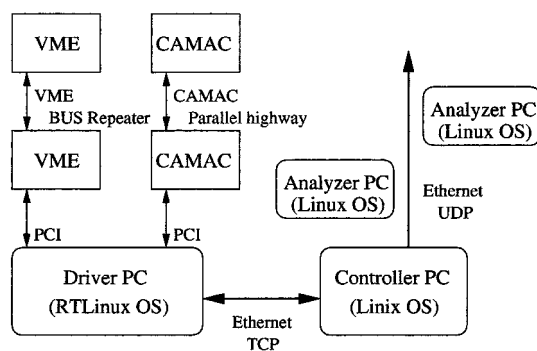 VME
CAMAC
VME
BUS Repeater
CAMAC
Parallel highway
VME
CAMAC
PCI
PCI
Driver PC
(RTLinux OS)
Ethernet
TCP
Controller PC
(Linix OS)
Analyzer PC
(Linux OS)
Analyzer PC
(Linux OS)
Ethernet
UDP